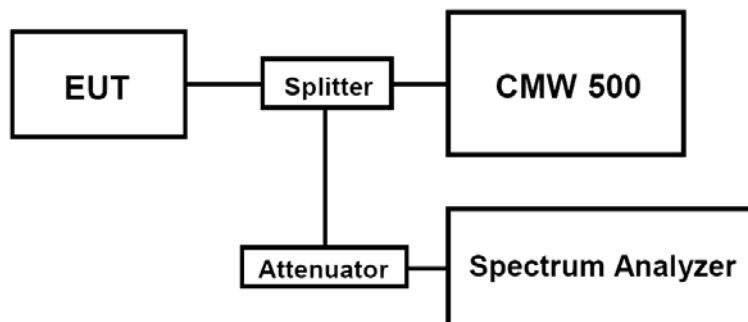 EUT
Splitter
CMW 500
Attenuator
Spectrum Analyzer